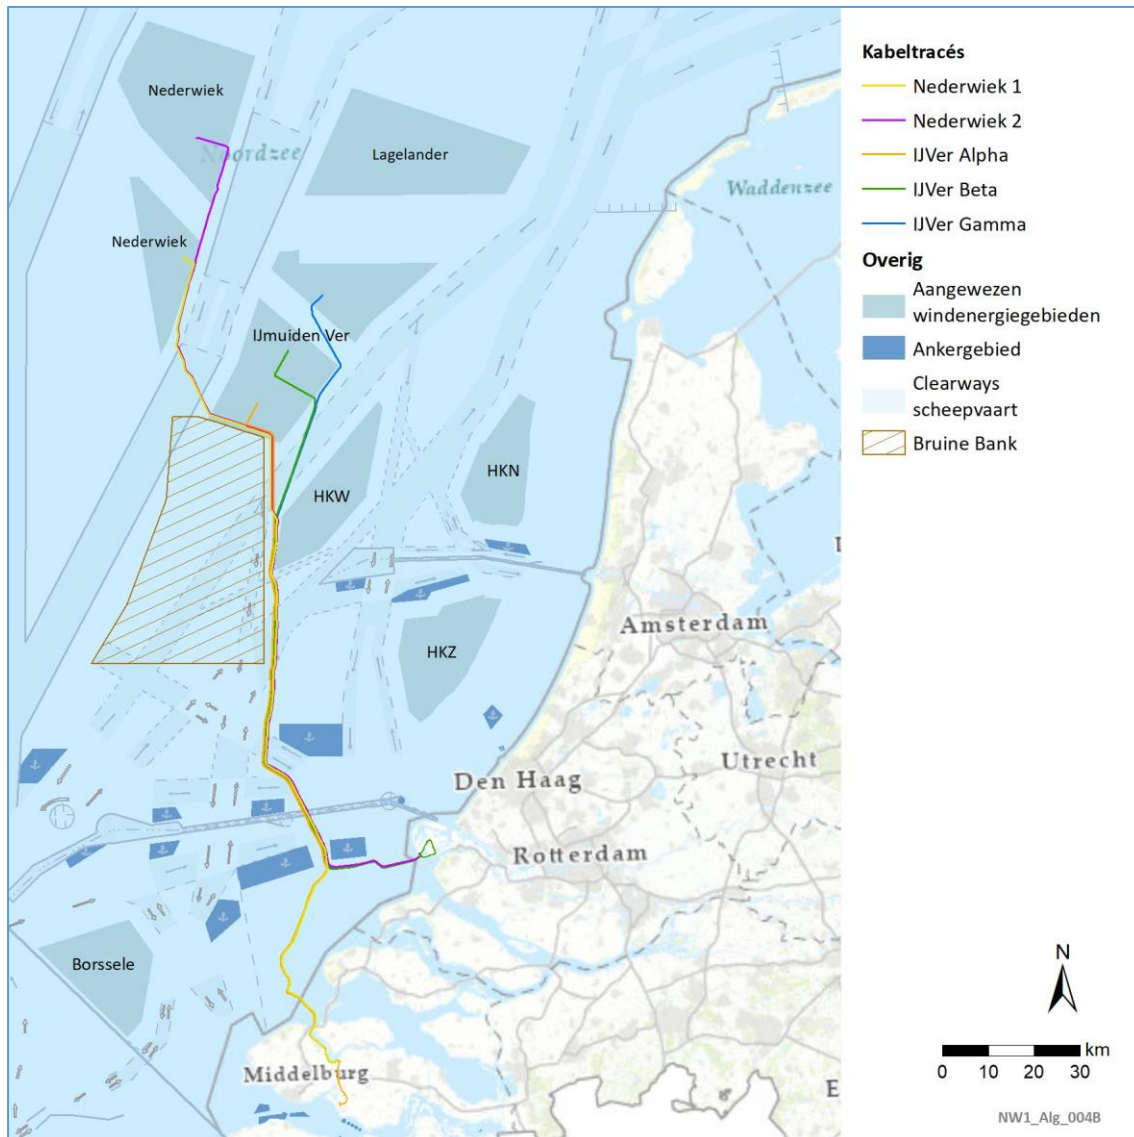 Nederwiek
Noordzee
Lagelander
Waddenzee
Nederwiek
IJmuiden Ver
HKN
HKW
Amsterdam
HKZ
Utrecht
Den Haag
Rotterdam
Borssele
Middelburg
Kabeltracés
Nederwiek 1
Nederwiek 2
IJVer Alpha
IJVer Beta
IJVer Gamma
Overig
Aangewezen
windenergiegebieden
Ankergebied
Clearways
scheepvaart
Bruine Bank
N
km
0 10 20 30
NW1_Alg_004B